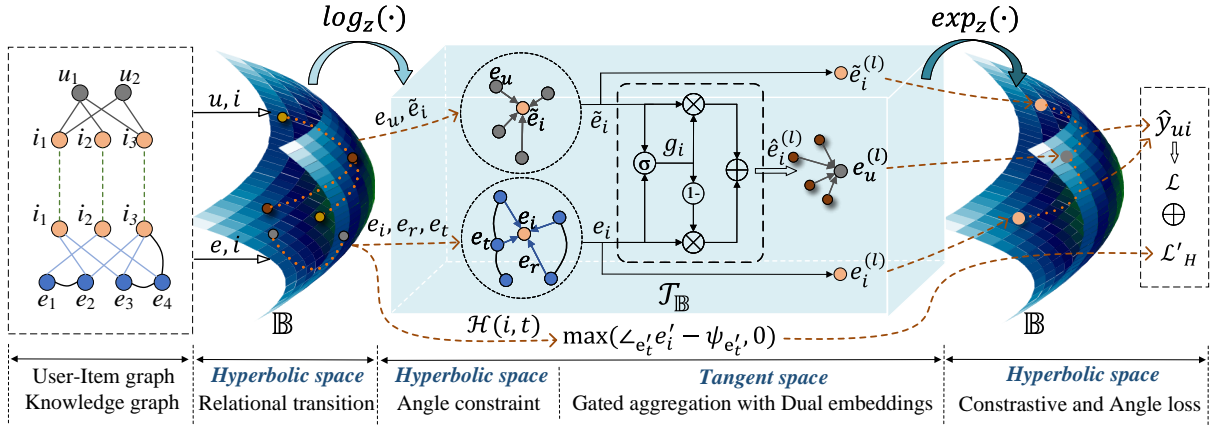 log_z(·)
exp_z(·)
u_1 u_2
i_1 i_2 i_3
i_1 i_2 i_3
e_1 e_2 e_3 e_4
u, i
e, i
𝔹
e_u, ẽ_i
e_i, e_r, e_t
e_u
ẽ_i
e_i
e_t
e_r
ẽ_i
e_i
σ
g_i
1-
ê_i^(l)
ẽ_i^(l)
e_u^(l)
e_i^(l)
𝒯_𝔹
ℋ(i, t)
max(∠_{e′_t} e′_i − ψ_{e′_t}, 0)
𝔹
ŷ_ui
ℒ
ℒ′_H
User-Item graph
Knowledge graph
Hyperbolic space
Relational transition
Hyperbolic space
Angle constraint
Tangent space
Gated aggregation with Dual embeddings
Hyperbolic space
Constrastive and Angle loss